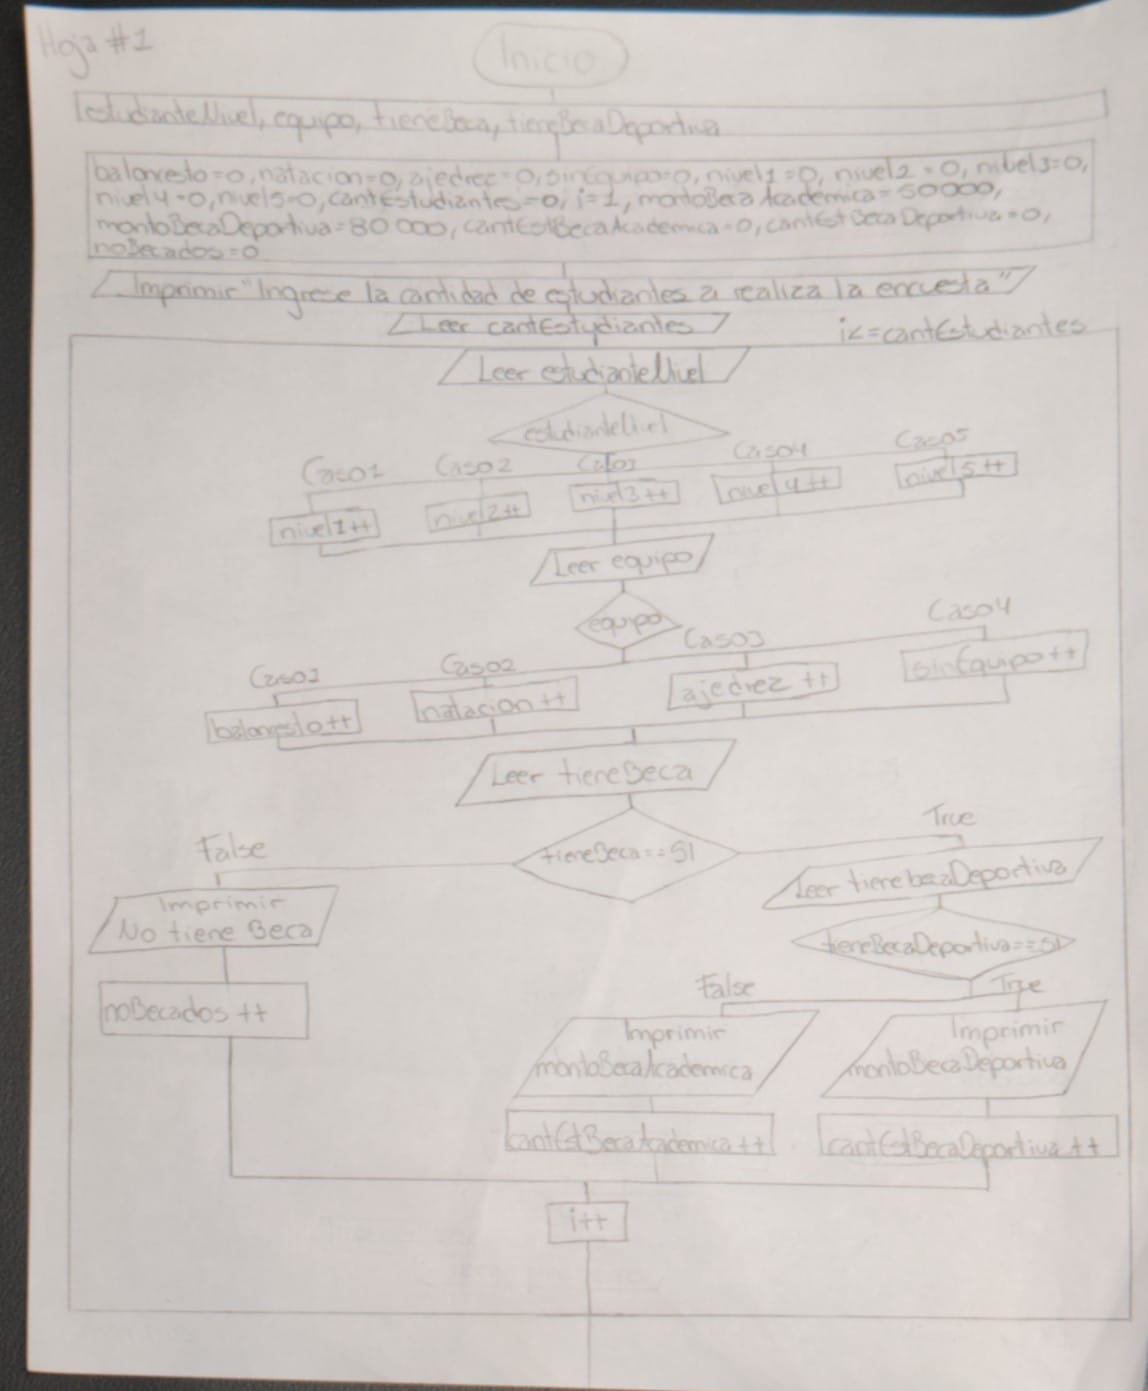 Hoja #1
Inicio
estudianteNivel, equipo, tieneBeca, tieneBecaDeportiva
baloncesto=0, natacion=0, ajedrec=0, sinEquipo=0, nivel1=0, nivel2=0, nibel3=0,
nivel4=0, nivel5=0, cantEstudiantes=0, i=1, montoBecaAcadémica=50000,
montoBecaDeportiva=80 000, cantEstBecaAcademica=0, cantEstBecaDeportiva=0,
noBecados=0
Imprimir "Ingrese la cantidad de estudiantes a realiza la encuesta"
Leer cantEstudiantes
i<=cantEstudiantes
Leer estudianteNivel
estudianteNivel
Caso1 Caso2 Caso3 Caso4 Caso5
nivel1++ nivel2++ nivel3++ nivel4++ nivel5++
Leer equipo
equipo
Caso1 Caso2 Caso3 Caso4
baloncesto++ natacion++ ajedrez++ sinEquipo++
Leer tieneBeca
False tieneBeca==SI True
Imprimir
No tiene Beca
noBecados++
Leer tienebecaDeportiva
tieneBecaDeportiva==SI
False True
Imprimir
montoBecaAcademica
Imprimir
montoBecaDeportiva
cantEstBecaAcademica++ cantEstBecaDeportiva++
i++